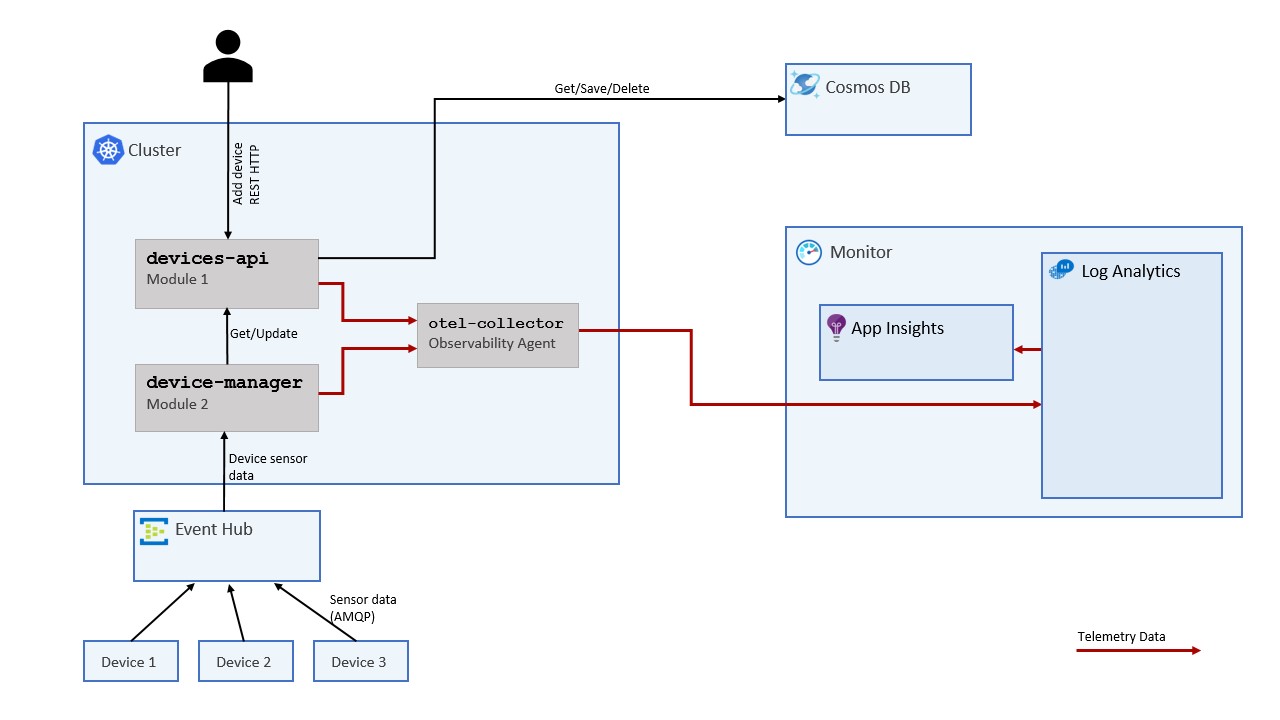 Get/Save/Delete
Cosmos DB
Cluster
Add device
REST HTTP
devices-api
Module 1
Get/Update
device-manager
Module 2
otel-collector
Observability Agent
Monitor
Log Analytics
App Insights
Device sensor
data
Event Hub
Sensor data
(AMQP)
Device 1
Device 2
Device 3
Telemetry Data